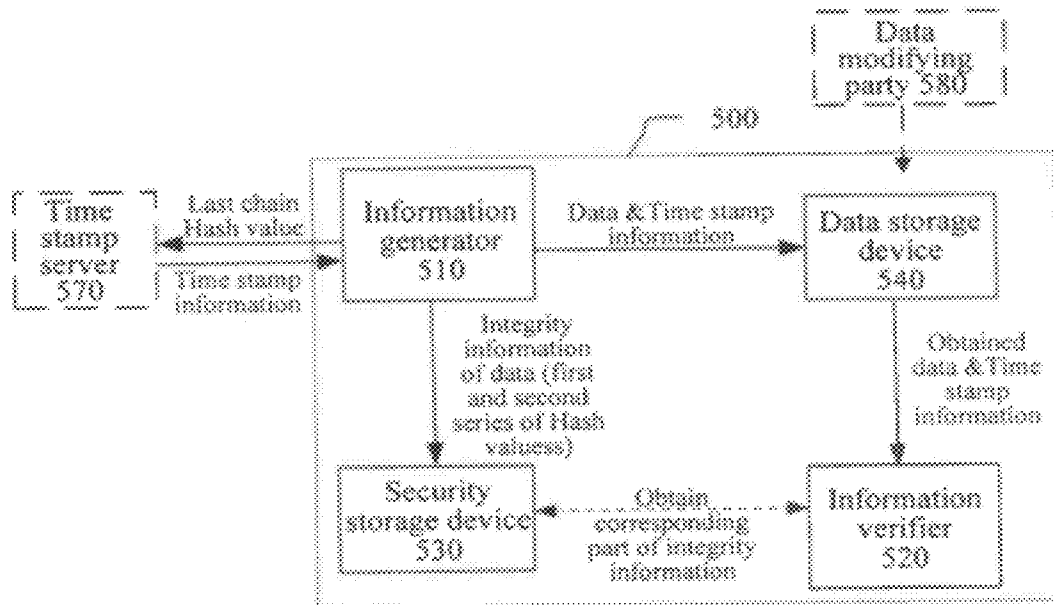 Data
modifying
party 580
500
Time
stamp
server
570
Last chain
Hash value
Time stamp
information
Information
generator
510
Data &Time stamp
information
Data storage
device
540
Integrity
information
of data (first
and second
series of Hash
valuess)
Obtained
data &Time
stamp
information
Security
storage device
530
Obtain
corresponding
part of integrity
information
Information
verifier
520